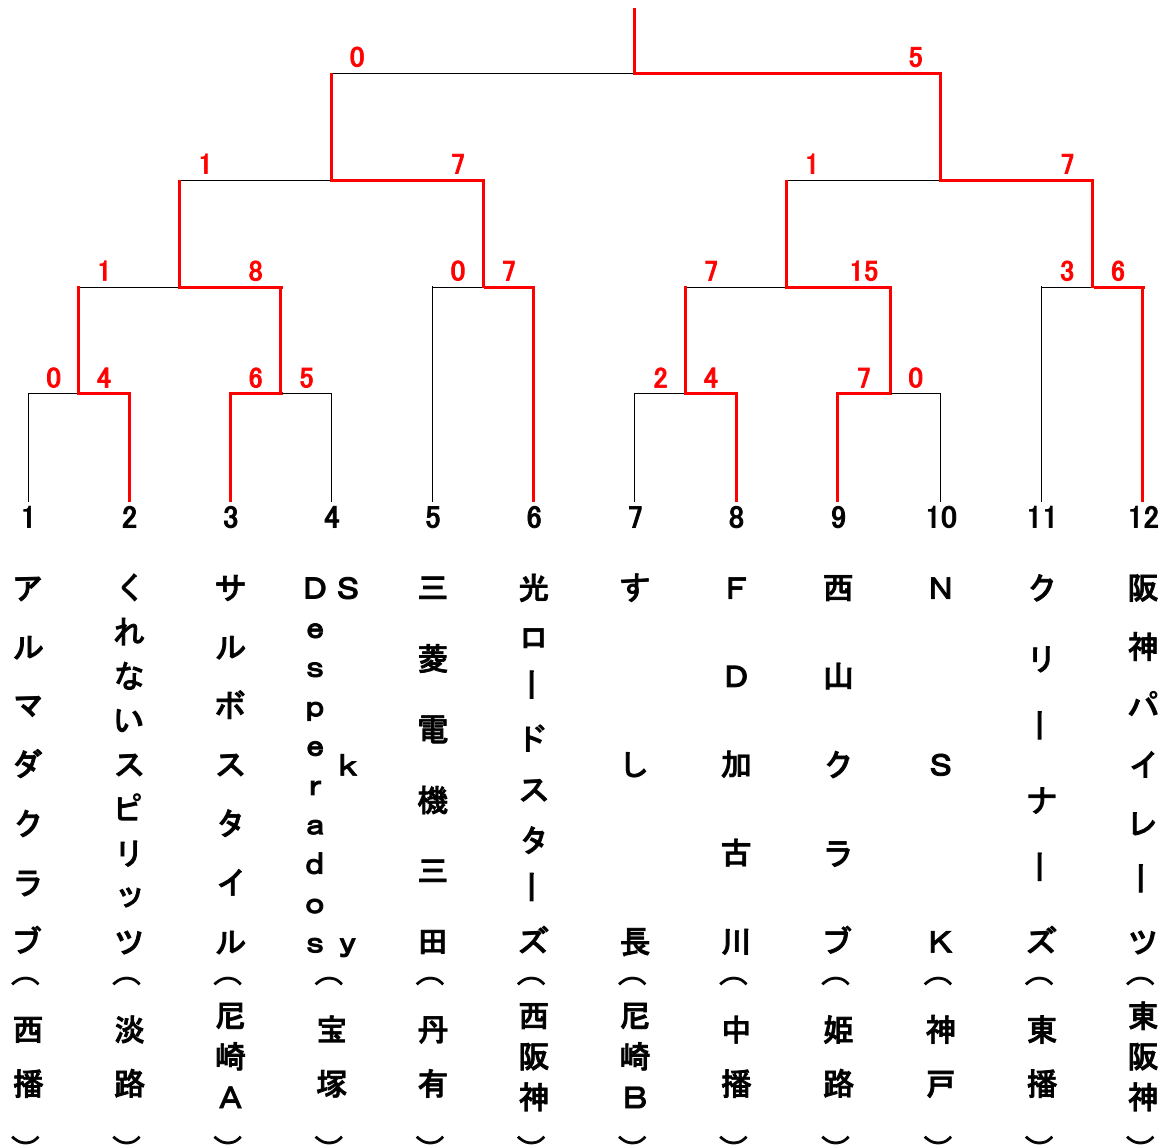 0 5
1 7 1 7
1 8 0 7 7 15 3 6
0 4 6 5 2 4 7 0
1 2 3 4 5 6 7 8 9 10 11 12
アルマダクラブ(西播)
くれないスピリッツ(淡路)
サルボスタイル(尼崎A)
Sky
Desperados(宝塚)
三菱電機三田(丹有)
光ロードスターズ(西阪神)
すし長(尼崎B)
FD加古川(中播)
西山クラブ(姫路)
NSK(神戸)
クリーナーズ(東播)
阪神パイレーツ(東阪神)